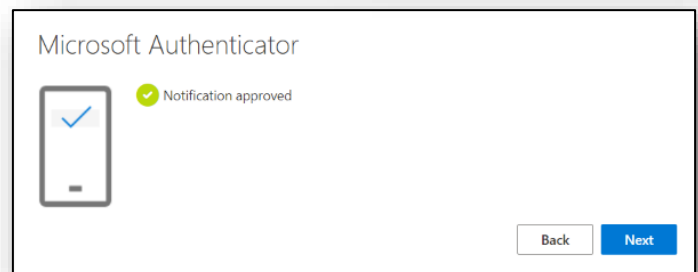 Microsoft Authenticator
Notification approved
Back
Next